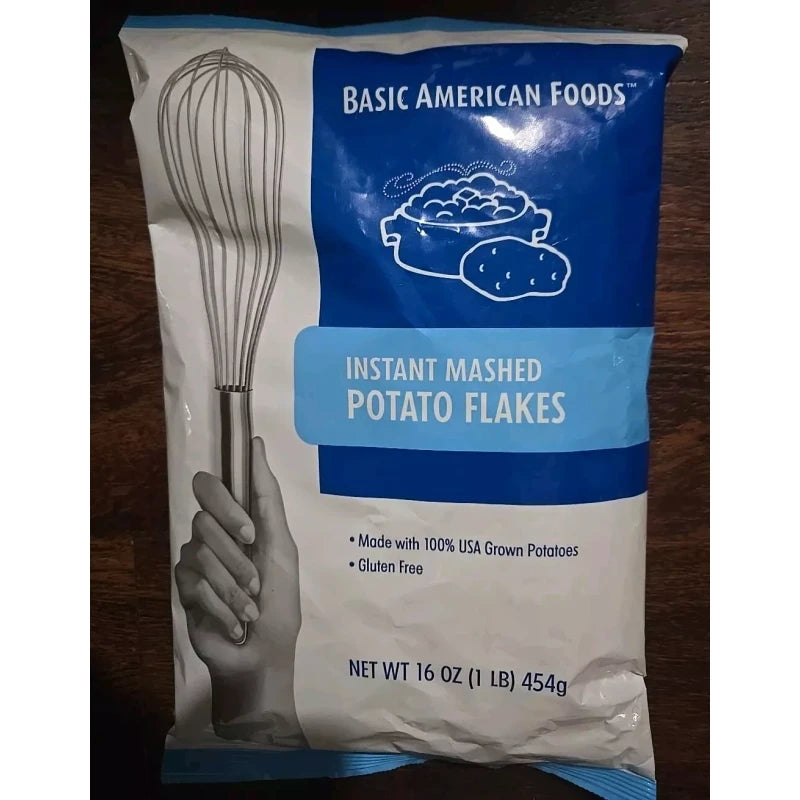 BASIC AMERICAN FOODS™
INSTANT MASHED
POTATO FLAKES
• Made with 100% USA Grown Potatoes
• Gluten Free
NET WT 16 OZ (1 LB) 454g